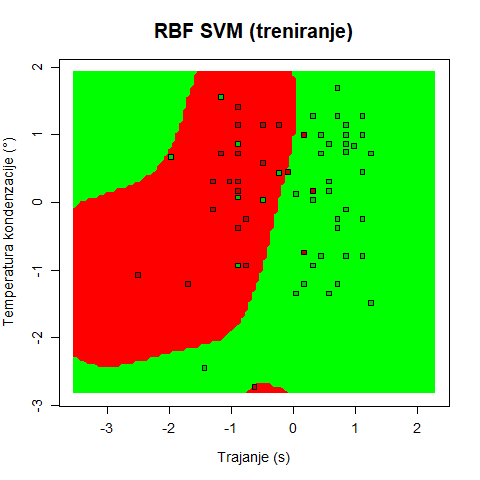 RBF SVM (treniranje)
Temperatura kondenzacije (°)
2
1
0
-1
-2
-3
-3 -2 -1 0 1 2
Trajanje (s)